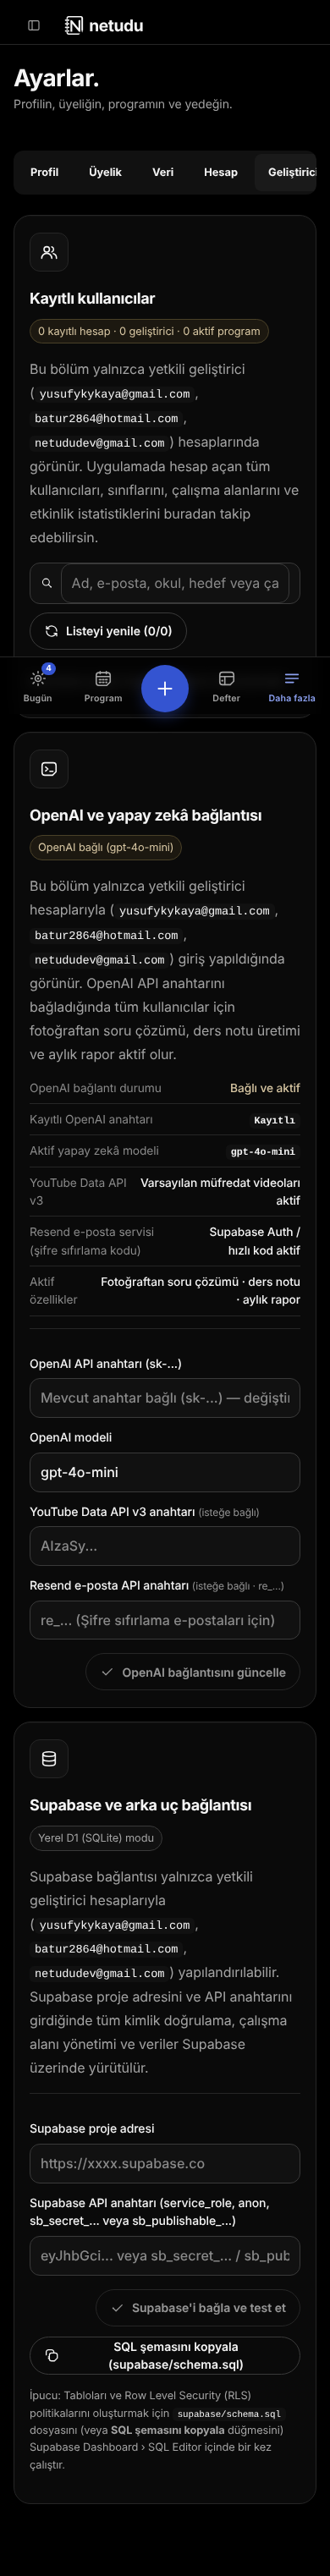 netudu
Ayarlar.
Profilin, üyeliğin, programın ve yedeğin.
Profil Üyelik Veri Hesap Geliştirici
Kayıtlı kullanıcılar
0 kayıtlı hesap · 0 geliştirici · 0 aktif program
Bu bölüm yalnızca yetkili geliştirici
( yusufykykaya@gmail.com ,
batur2864@hotmail.com ,
netududev@gmail.com ) hesaplarında
görünür. Uygulamada hesap açan tüm
kullanıcıları, sınıflarını, çalışma alanlarını ve
etkinlik istatistiklerini buradan takip
edebilirsin.
Ad, e-posta, okul, hedef veya ça
Listeyi yenile (0/0)
4
Bugün Program Defter Daha fazla
OpenAI ve yapay zekâ bağlantısı
OpenAI bağlı (gpt-4o-mini)
Bu bölüm yalnızca yetkili geliştirici
hesaplarıyla ( yusufykykaya@gmail.com ,
batur2864@hotmail.com ,
netududev@gmail.com ) giriş yapıldığında
görünür. OpenAI API anahtarını
bağladığında tüm kullanıcılar için
fotoğraftan soru çözümü, ders notu üretimi
ve aylık rapor aktif olur.
OpenAI bağlantı durumu Bağlı ve aktif
Kayıtlı OpenAI anahtarı Kayıtlı
Aktif yapay zekâ modeli gpt-4o-mini
YouTube Data API v3 Varsayılan müfredat videoları aktif
Resend e-posta servisi (şifre sıfırlama kodu) Supabase Auth / hızlı kod aktif
Aktif özellikler Fotoğraftan soru çözümü · ders notu · aylık rapor
OpenAI API anahtarı (sk-...)
Mevcut anahtar bağlı (sk-...) — değiştir
OpenAI modeli
gpt-4o-mini
YouTube Data API v3 anahtarı (isteğe bağlı)
AIzaSy...
Resend e-posta API anahtarı (isteğe bağlı · re_...)
re_... (Şifre sıfırlama e-postaları için)
OpenAI bağlantısını güncelle
Supabase ve arka uç bağlantısı
Yerel D1 (SQLite) modu
Supabase bağlantısı yalnızca yetkili
geliştirici hesaplarıyla
( yusufykykaya@gmail.com ,
batur2864@hotmail.com ,
netududev@gmail.com ) yapılandırılabilir.
Supabase proje adresini ve API anahtarını
girdiğinde tüm kimlik doğrulama, çalışma
alanı yönetimi ve veriler Supabase
üzerinde yürütülür.
Supabase proje adresi
https://xxxx.supabase.co
Supabase API anahtarı (service_role, anon,
sb_secret_... veya sb_publishable_...)
eyJhbGci... veya sb_secret_... / sb_pub
Supabase'i bağla ve test et
SQL şemasını kopyala
(supabase/schema.sql)
İpucu: Tabloları ve Row Level Security (RLS)
politikalarını oluşturmak için supabase/schema.sql
dosyasını (veya SQL şemasını kopyala düğmesini)
Supabase Dashboard › SQL Editor içinde bir kez
çalıştır.